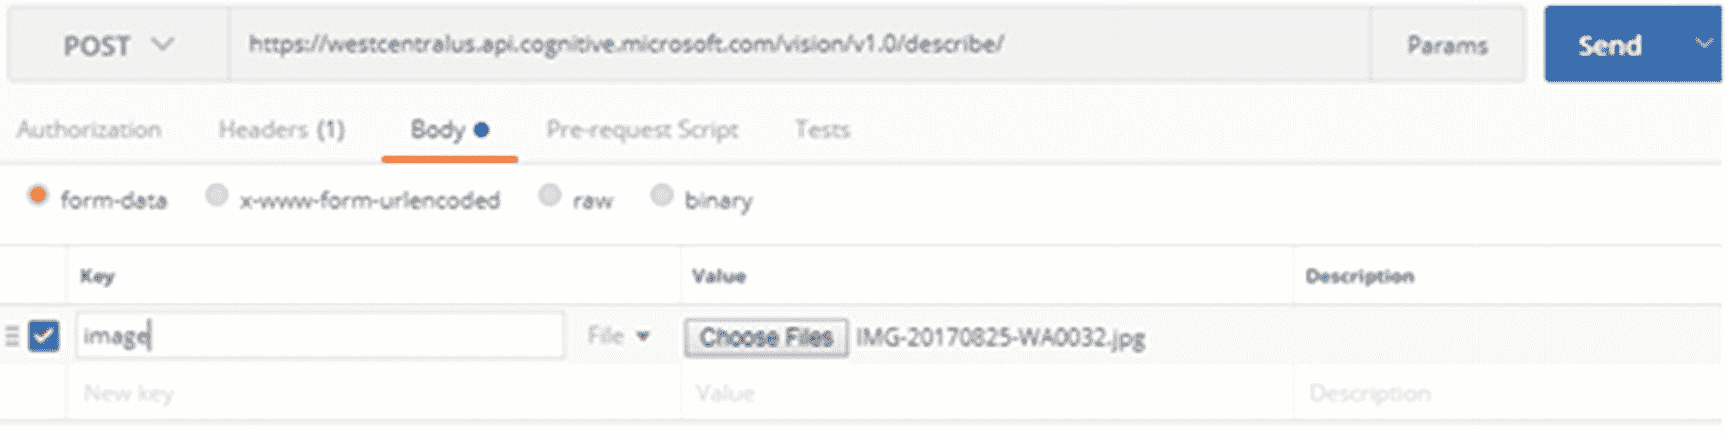 POST https://westcentralus.api.cognitive.microsoft.com/vision/v1.0/describe/ Params Send
Authorization Headers (1) Body Pre-request Script Tests
form-data x-www-form-urlencoded raw binary
Key Value Description
image File Choose Files IMG-20170825-WA0032.jpg
New key Value Description